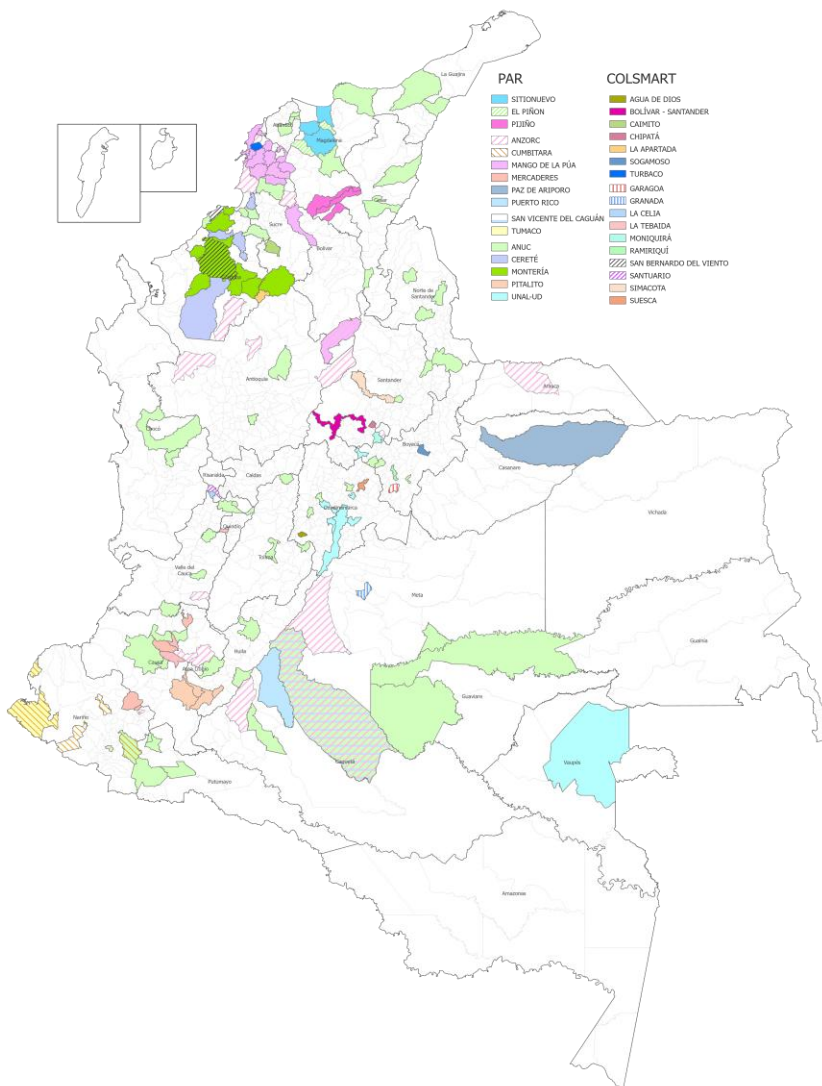 PAR
SITIONUEVO
EL PIÑON
PIJIÑO
ANZORC
CUMBITARA
MANGO DE LA PÚA
MERCADERES
PAZ DE ARIPORO
PUERTO RICO
SAN VICENTE DEL CAGUÁN
TUMACO
ANUC
CERETÉ
MONTERÍA
PITALITO
UNAL-UD
COLSMART
AGUA DE DIOS
BOLÍVAR - SANTANDER
CAIMITO
CHIPATÁ
LA APARTADA
SOGAMOSO
TURBACO
GARAGOA
GRANADA
LA CELIA
LA TEBAIDA
MONIQUIRÁ
RAMIRIQUÍ
SAN BERNARDO DEL VIENTO
SANTUARIO
SIMACOTA
SUESCA
La Guajira
Magdalena
Cesar
Sucre
Bolívar
Norte de
Santander
Antioquia
Santander
Arauca
Chocó
Boyacá
Casanare
Risaralda
Caldas
Cundinamarca
Vichada
Quindío
Tolima
Valle del
Cauca
Meta
Guainía
Huila
Cauca
Guaviare
Nariño
Caquetá
Vaupés
Putumayo
Amazonas